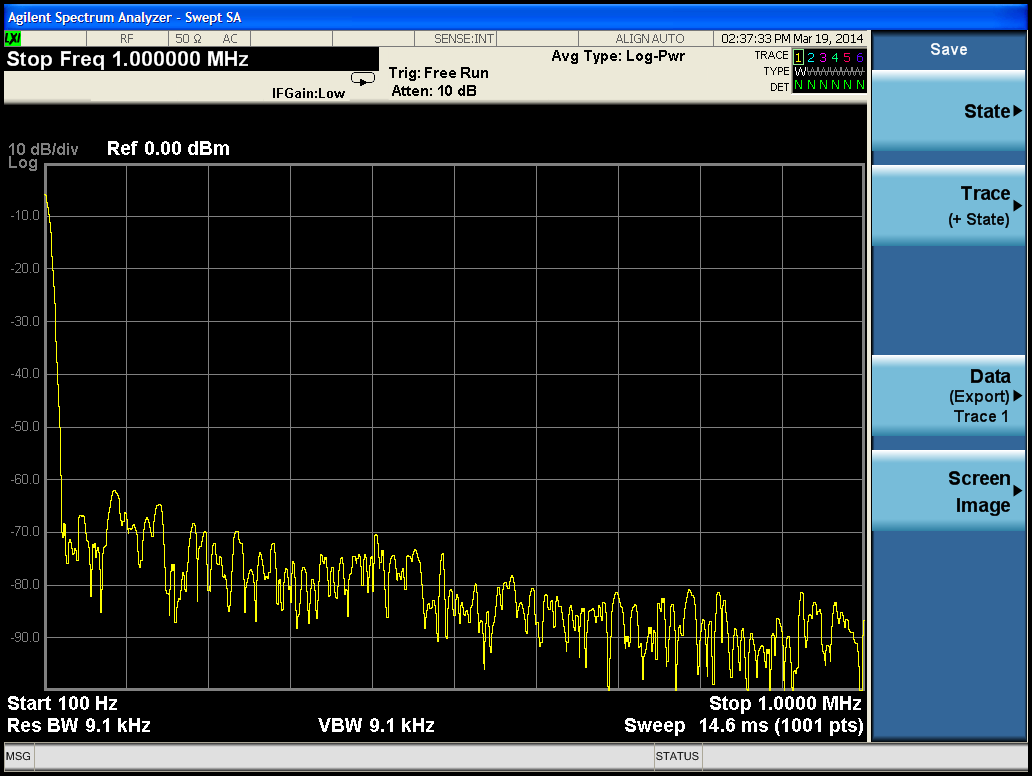 Agilent Spectrum Analyzer - Swept SA
LXI RF 50 Ω AC SENSE:INT ALIGN AUTO 02:37:33 PM Mar 19, 2014
Save
Stop Freq 1.000000 MHz
Avg Type: Log-Pwr
TRACE 1 2 3 4 5 6
Trig: Free Run
TYPE W
IFGain:Low
Atten: 10 dB
DET N N N N N N
State
10 dB/div
Log
Ref 0.00 dBm
Trace
(+ State)
-10.0
-20.0
-30.0
-40.0
-50.0
-60.0
-70.0
-80.0
-90.0
Data
(Export)
Trace 1
Screen
Image
Start 100 Hz Stop 1.0000 MHz
Res BW 9.1 kHz VBW 9.1 kHz Sweep 14.6 ms (1001 pts)
MSG STATUS